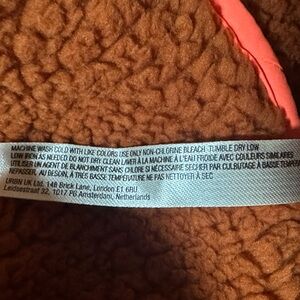 MACHINE WASH COLD WITH LIKE COLORS USE ONLY NON-CHLORINE BLEACH. TUMBLE DRY LOW
LOW IRON AS NEEDED DO NOT DRY CLEAN LAVER À LA MACHINE À L'EAU FROIDE AVEC COULEURS SIMILAIRES
UTILISER UN AGENT DE BLANCHIMENT SANS CHLORE SI NÉCESSAIRE SÉCHER PAR CULBUTAGE À BASSE TEMPÉRATURE
REPASSER, AU BESOIN, À TRÈS BASSE TEMPÉRATURE NE PAS NETTOYER À SEC
URBN UK Ltd. 148 Brick Lane, London E1 6RU
Leidsestraat 32, 1017 PB Amsterdam, Netherlands